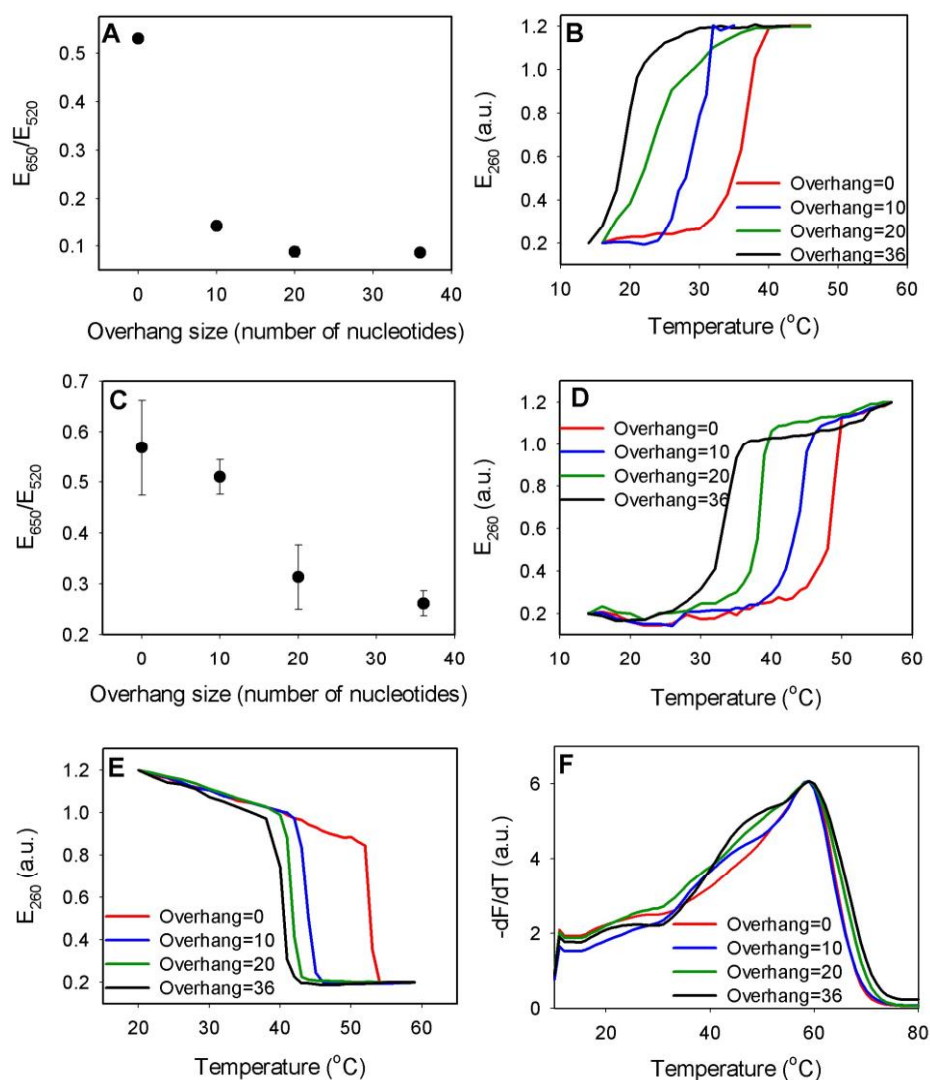 A
E650/E520
0.5
0.4
0.3
0.2
0.1
0 10 20 30 40
Overhang size (number of nucleotides)
B
E260 (a.u.)
1.2
1.0
0.8
0.6
0.4
0.2
Overhang=0
Overhang=10
Overhang=20
Overhang=36
10 20 30 40 50
Temperature (°C)
C
E650/E520
0.7
0.6
0.5
0.4
0.3
0.2
0 10 20 30 40
Overhang size (number of nucleotides)
D
E260 (a.u.)
1.2
1.0
0.8
0.6
0.4
0.2
Overhang=0
Overhang=10
Overhang=20
Overhang=36
10 20 30 40 50 60
Temperature (°C)
E
E260 (a.u.)
1.2
1.0
0.8
0.6
0.4
0.2
Overhang=0
Overhang=10
Overhang=20
Overhang=36
20 30 40 50 60
Temperature (°C)
F
-dF/dT (a.u.)
6
4
2
0
Overhang=0
Overhang=10
Overhang=20
Overhang=36
20 40 60 80
Temperature (°C)